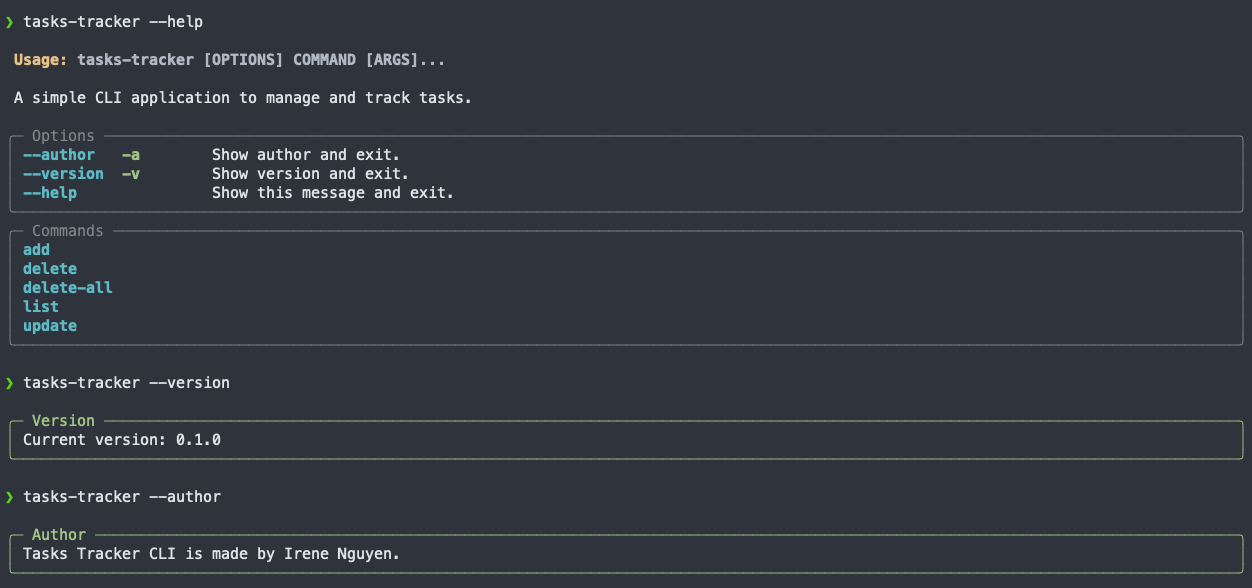 ❯ tasks-tracker --help
Usage: tasks-tracker [OPTIONS] COMMAND [ARGS]...
A simple CLI application to manage and track tasks.
Options
--author -a Show author and exit.
--version -v Show version and exit.
--help Show this message and exit.
Commands
add
delete
delete-all
list
update
❯ tasks-tracker --version
Version
Current version: 0.1.0
❯ tasks-tracker --author
Author
Tasks Tracker CLI is made by Irene Nguyen.